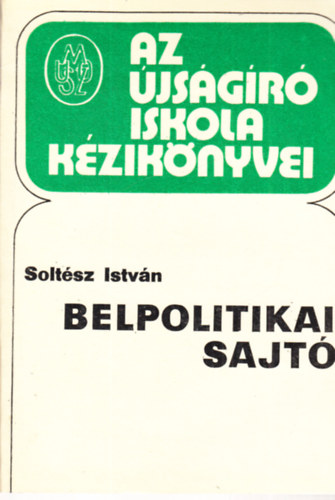 AZ
ÚJSÁGÍRÓ
ISKOLA
KÉZIKÖNYVEI
Soltész István
BELPOLITIKAI
SAJTÓ